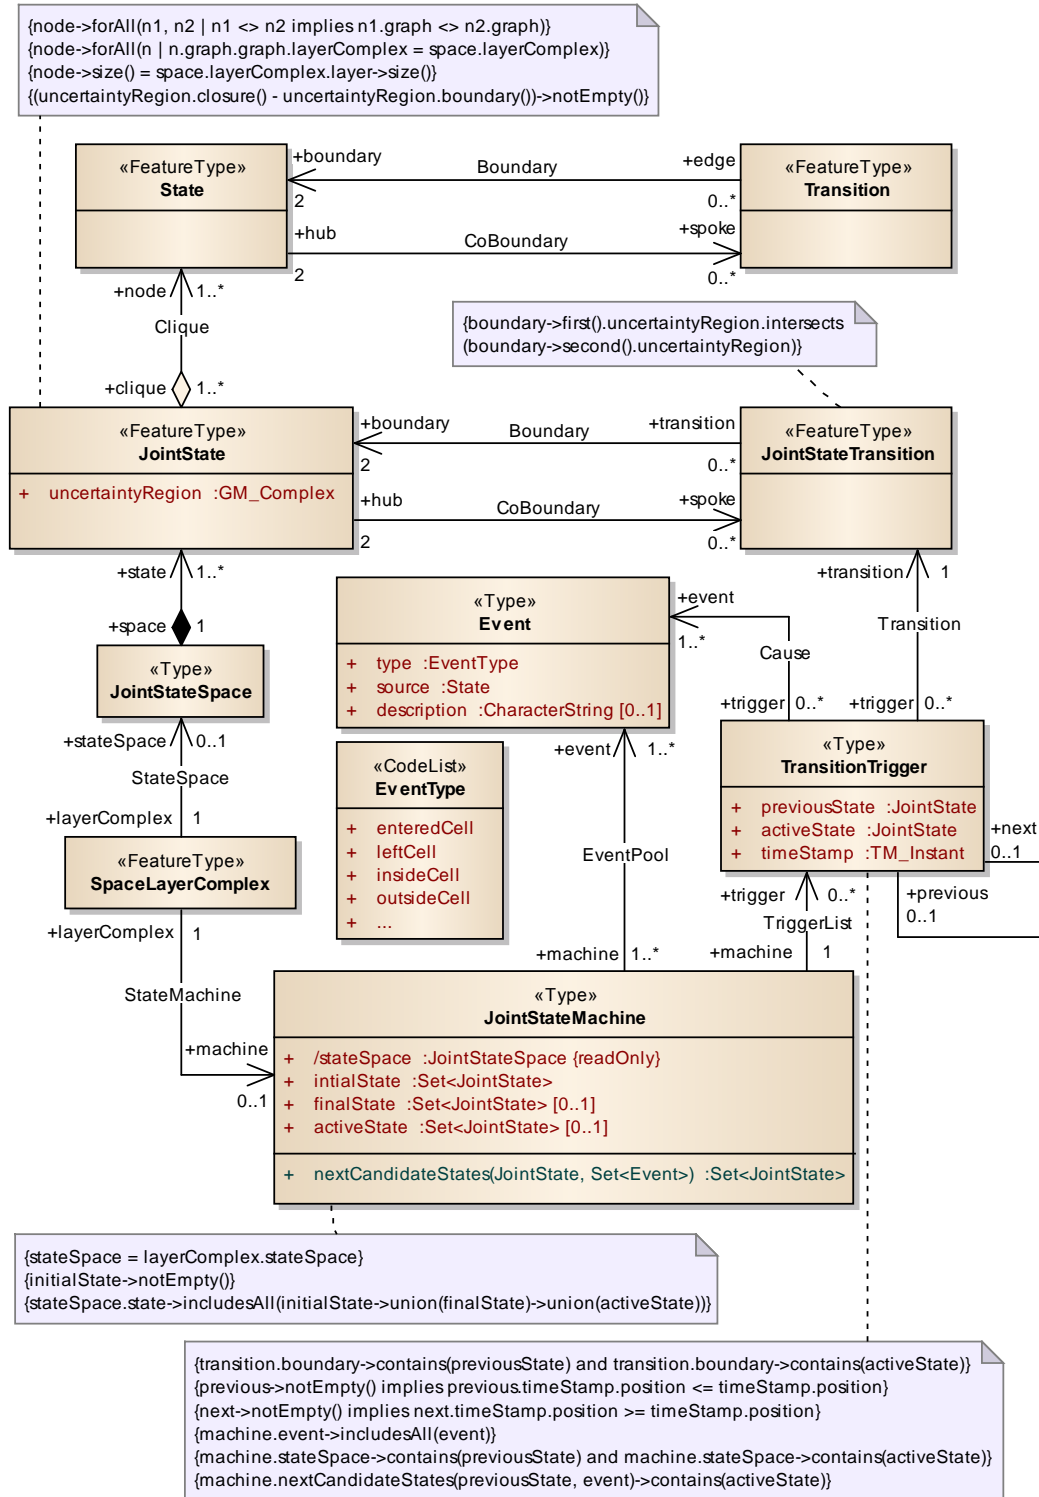 {node->forAll(n1, n2 | n1 <> n2 implies n1.graph <> n2.graph)}
{node->forAll(n | n.graph.graph.layerComplex = space.layerComplex)}
{node->size() = space.layerComplex.layer->size()}
{(uncertaintyRegion.closure() - uncertaintyRegion.boundary())->notEmpty()}
«FeatureType»
State
+boundary
2
Boundary
+edge
0..*
«FeatureType»
Transition
+hub
2
CoBoundary
+spoke
0..*
+node
1..*
Clique
+clique
1..*
{boundary->first().uncertaintyRegion.intersects
(boundary->second().uncertaintyRegion)}
«FeatureType»
JointState
+ uncertaintyRegion :GM_Complex
+boundary
2
Boundary
+transition
0..*
«FeatureType»
JointStateTransition
+hub
2
CoBoundary
+spoke
0..*
+state
1..*
+space
1
«Type»
JointStateSpace
«Type»
Event
+ type :EventType
+ source :State
+ description :CharacterString [0..1]
+event
1..*
Cause
+trigger
0..*
+transition
1
Transition
+trigger
0..*
+stateSpace
0..1
StateSpace
+layerComplex
1
«FeatureType»
SpaceLayerComplex
«CodeList»
EventType
+ enteredCell
+ leftCell
+ insideCell
+ outsideCell
+ ...
+event
1..*
EventPool
+machine
1..*
«Type»
TransitionTrigger
+ previousState :JointState
+ activeState :JointState
+ timeStamp :TM_Instant
+next
0..1
+previous
0..1
+trigger
0..*
TriggerList
+machine
1
+layerComplex
1
StateMachine
+machine
0..1
«Type»
JointStateMachine
+ /stateSpace :JointStateSpace {readOnly}
+ intialState :Set<JointState>
+ finalState :Set<JointState> [0..1]
+ activeState :Set<JointState> [0..1]
+ nextCandidateStates(JointState, Set<Event>) :Set<JointState>
{stateSpace = layerComplex.stateSpace}
{initialState->notEmpty()}
{stateSpace.state->includesAll(initialState->union(finalState)->union(activeState))}
{transition.boundary->contains(previousState) and transition.boundary->contains(activeState)}
{previous->notEmpty() implies previous.timeStamp.position <= timeStamp.position}
{next->notEmpty() implies next.timeStamp.position >= timeStamp.position}
{machine.event->includesAll(event)}
{machine.stateSpace->contains(previousState) and machine.stateSpace->contains(activeState)}
{machine.nextCandidateStates(previousState, event)->contains(activeState)}